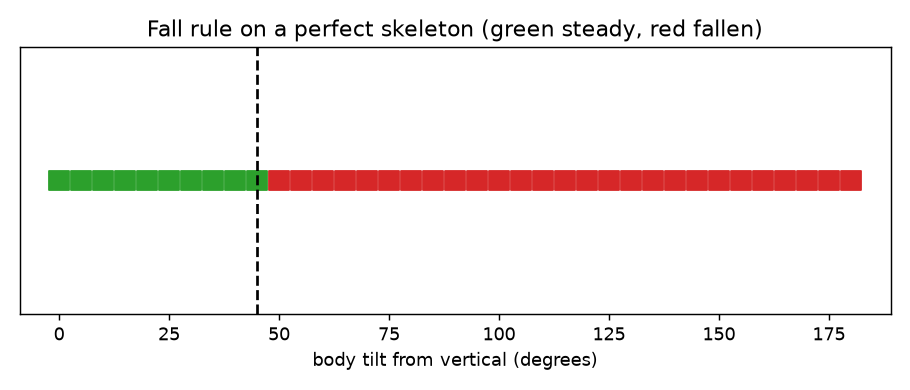 Fall rule on a perfect skeleton (green steady, red fallen)
0 25 50 75 100 125 150 175
body tilt from vertical (degrees)